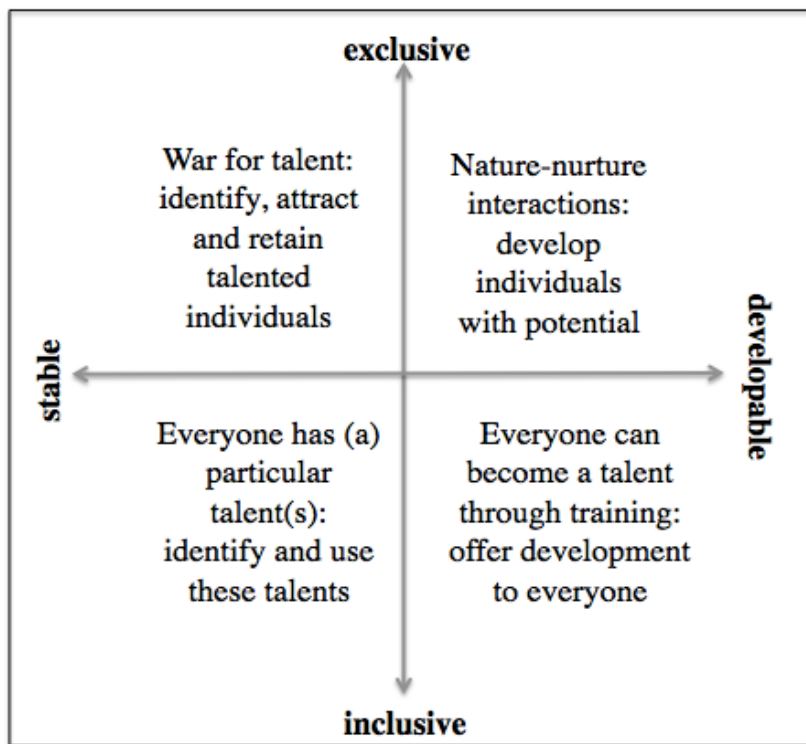 exclusive
War for talent:
identify, attract
and retain
talented
individuals
Nature-nurture
interactions:
develop
individuals
with potential
stable
developable
Everyone has (a)
particular
talent(s):
identify and use
these talents
Everyone can
become a talent
through training:
offer development
to everyone
inclusive